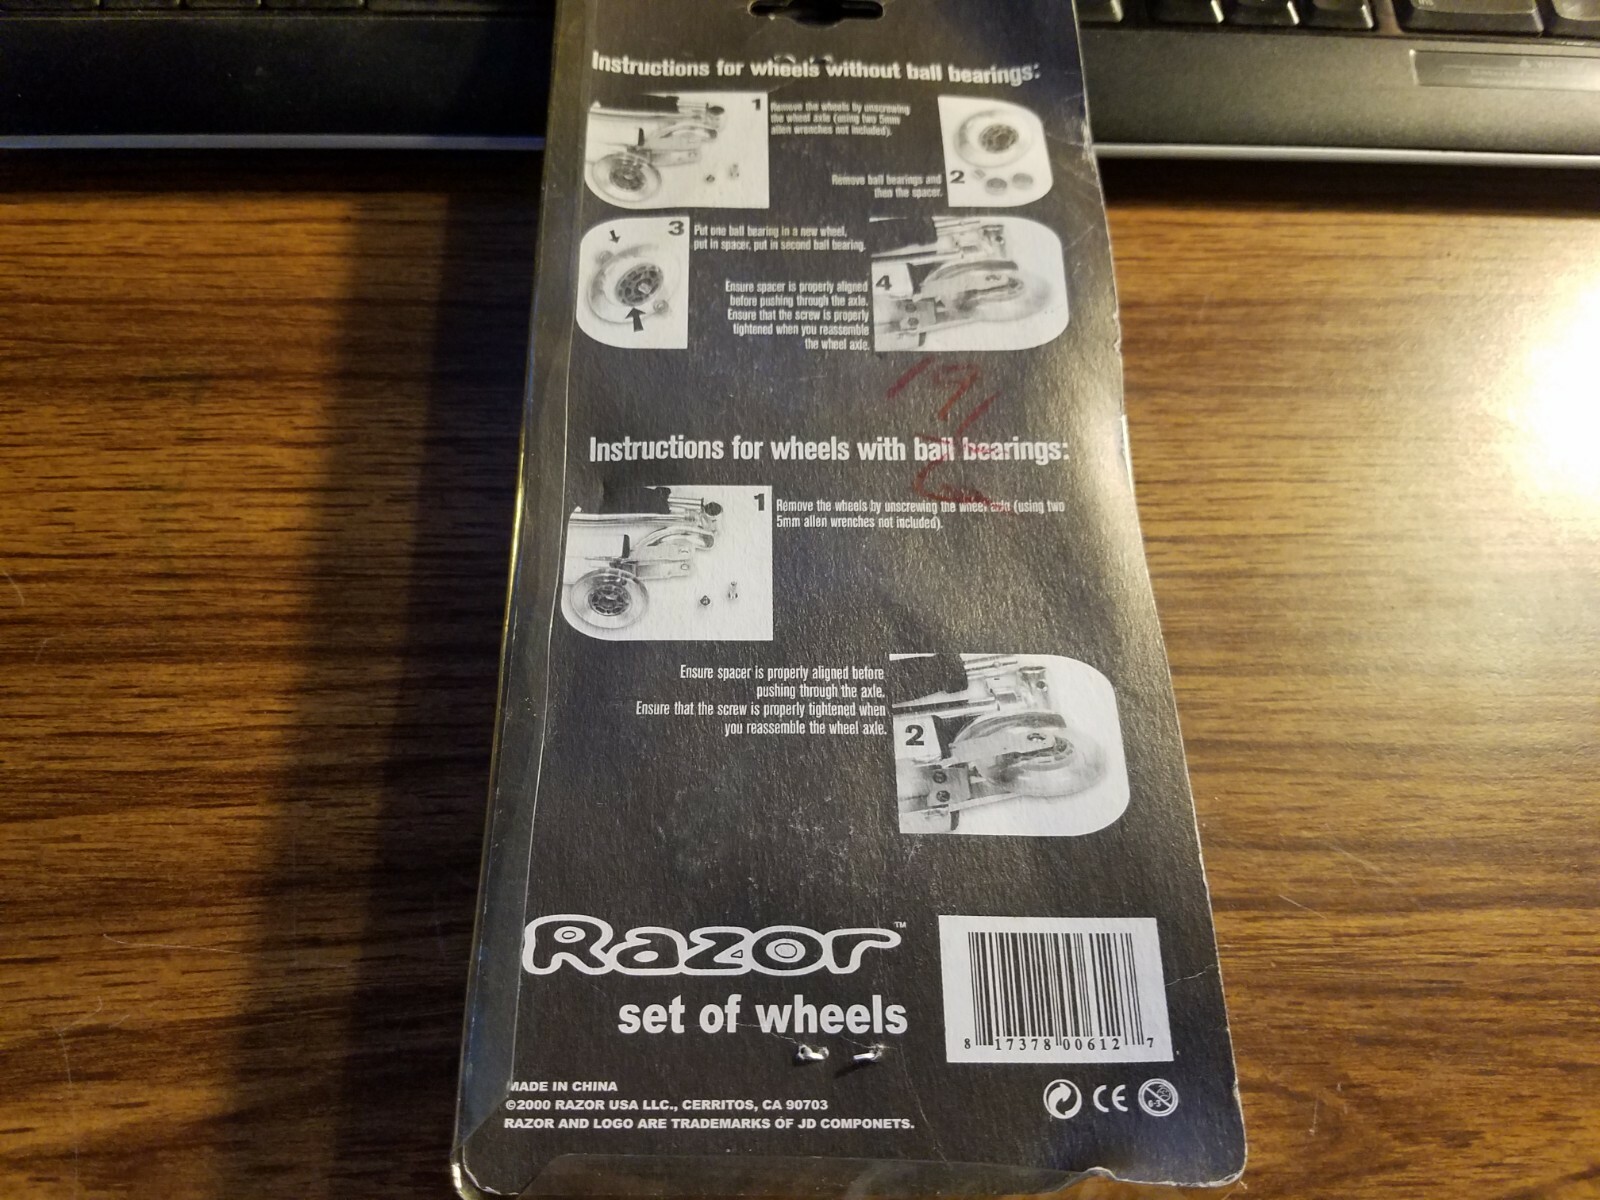 Instructions for wheels without ball bearings:
1
Remove the wheels by unscrewing
the wheel axle (using two 5mm
allen wrenches not included).
Remove ball bearings and
then the spacer.
2
3
Put one ball bearing in a new wheel,
put in spacer, put in second ball bearing.
Ensure spacer is properly aligned
before pushing through the axle.
Ensure that the screw is properly
tightened when you reassemble
the wheel axle.
4
Instructions for wheels with ball bearings:
1
Remove the wheels by unscrewing the wheel axle (using two
5mm allen wrenches not included).
Ensure spacer is properly aligned before
pushing through the axle.
Ensure that the screw is properly tightened when
you reassemble the wheel axle.
2
Razor™
set of wheels
8 17378 00612 7
MADE IN CHINA
©2000 RAZOR USA LLC., CERRITOS, CA 90703
RAZOR AND LOGO ARE TRADEMARKS OF JD COMPONETS.
CE